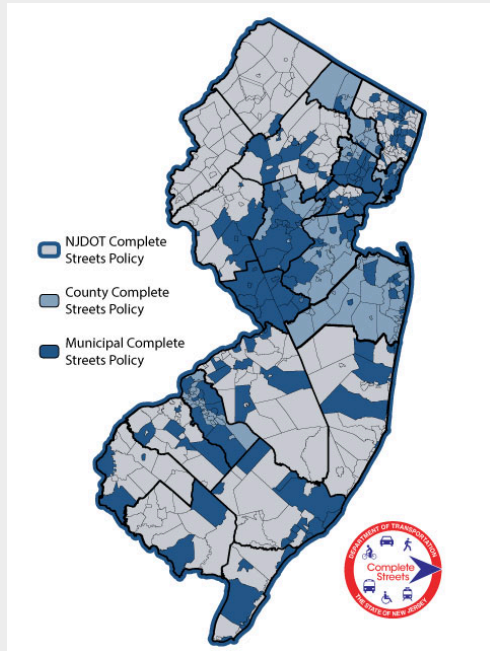 NJDOT Complete
Streets Policy
County Complete
Streets Policy
Municipal Complete
Streets Policy
DEPARTMENT OF TRANSPORTATION
Complete
Streets
THE STATE OF NEW JERSEY